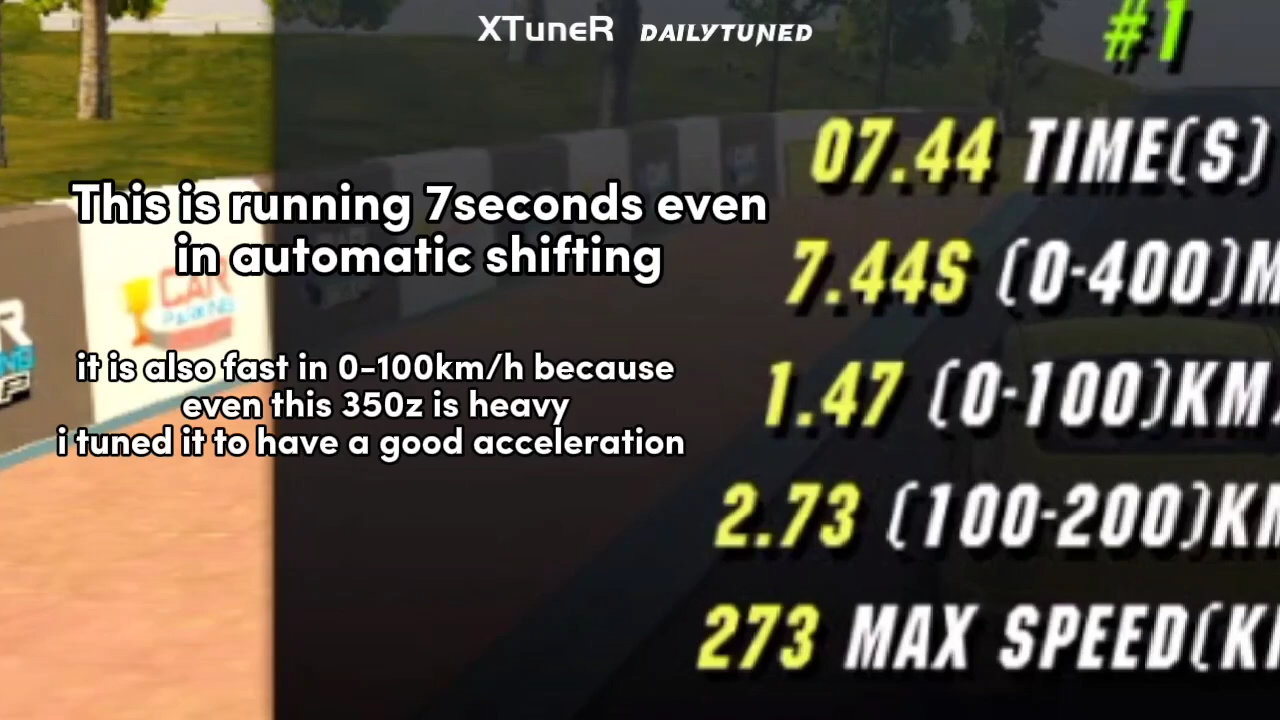 XTuneR DAILYTUNED
#1
07.44 TIME(S)
This is running 7seconds even
in automatic shifting
7.44S (0-400)M
CAR
PARKING
it is also fast in 0-100km/h because
even this 350z is heavy
i tuned it to have a good acceleration
1.47 (0-100)KM
2.73 (100-200)KM
273 MAX SPEED(K